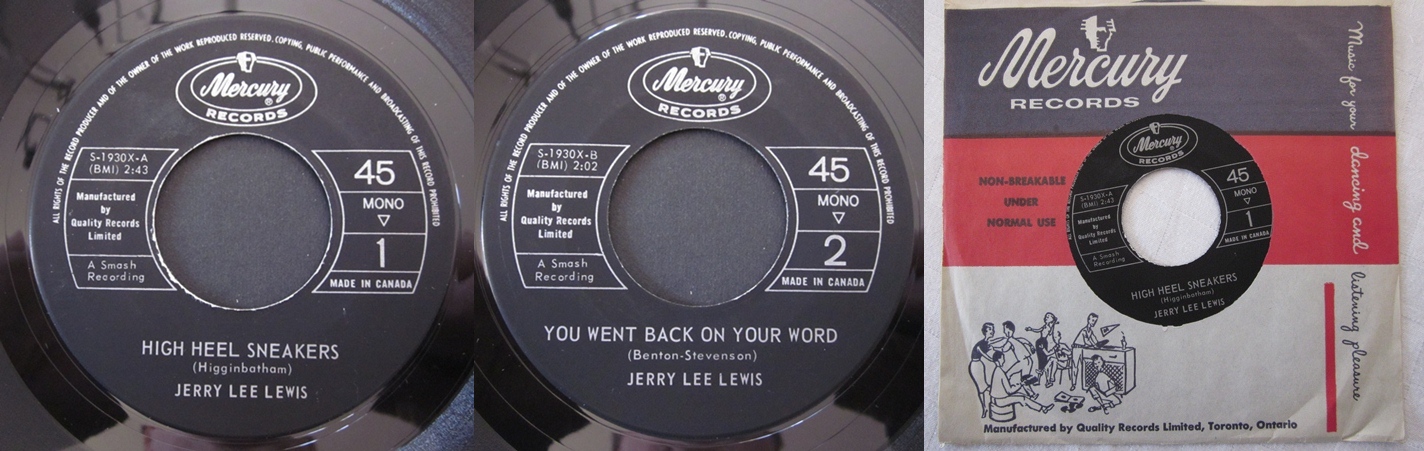 ALL RIGHTS OF THE RECORD PRODUCER AND OF THE OWNER OF THE WORK REPRODUCED RESERVED. COPYING, PUBLIC PERFORMANCE AND BROADCASTING OF THIS RECORD PROHIBITED
Mercury
RECORDS
S-1930X-A
(BMI) 2:43
Manufactured
by
Quality Records
Limited
A Smash
Recording
45
MONO
1
MADE IN CANADA
HIGH HEEL SNEAKERS
(Higginbatham)
JERRY LEE LEWIS
ALL RIGHTS OF THE RECORD PRODUCER AND OF THE OWNER OF THE WORK REPRODUCED RESERVED. COPYING, PUBLIC PERFORMANCE AND BROADCASTING OF THIS RECORD PROHIBITED
Mercury
®
RECORDS
S-1930X-B
(BMI) 2:02
Manufactured
by
Quality Records
Limited
A Smash
Recording
45
MONO
2
MADE IN CANADA
YOU WENT BACK ON YOUR WORD
(Benton-Stevenson)
JERRY LEE LEWIS
Mercury
RECORDS
Music for your dancing and listening pleasure
NON-BREAKABLE
UNDER
NORMAL USE
Mercury
RECORDS
S-1930X-A
(BMI) 2:43
Manufactured
by
Quality Records
Limited
A Smash
Recording
45
MONO
1
MADE IN CANADA
HIGH HEEL SNEAKERS
(Higginbatham)
JERRY LEE LEWIS
Manufactured by Quality Records Limited, Toronto, Ontario